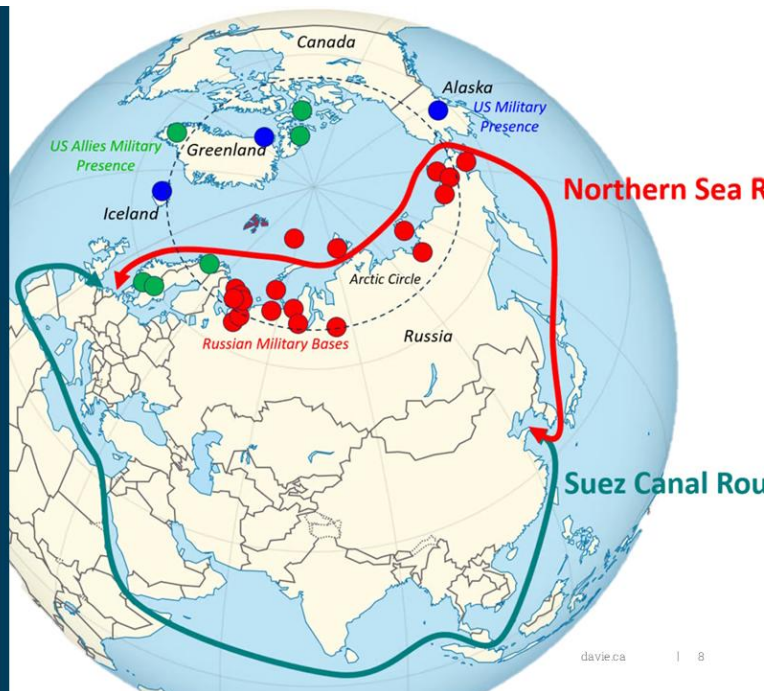 Canada
Alaska
US Military
Presence
US Allies Military
Presence
Greenland
Iceland
Northern Sea R
Arctic Circle
Russia
Russian Military Bases
Suez Canal Rou
davie.ca | 8